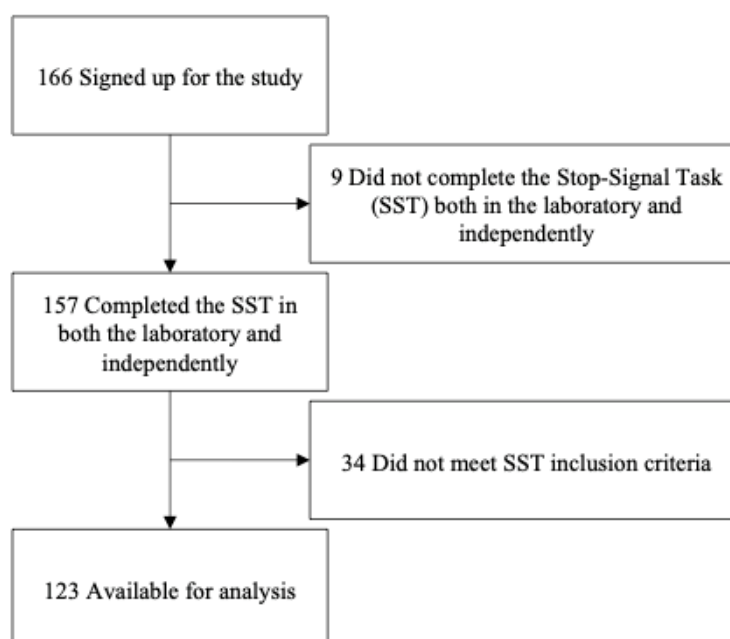 166 Signed up for the study
9 Did not complete the Stop-Signal Task
(SST) both in the laboratory and
independently
157 Completed the SST in
both the laboratory and
independently
34 Did not meet SST inclusion criteria
123 Available for analysis